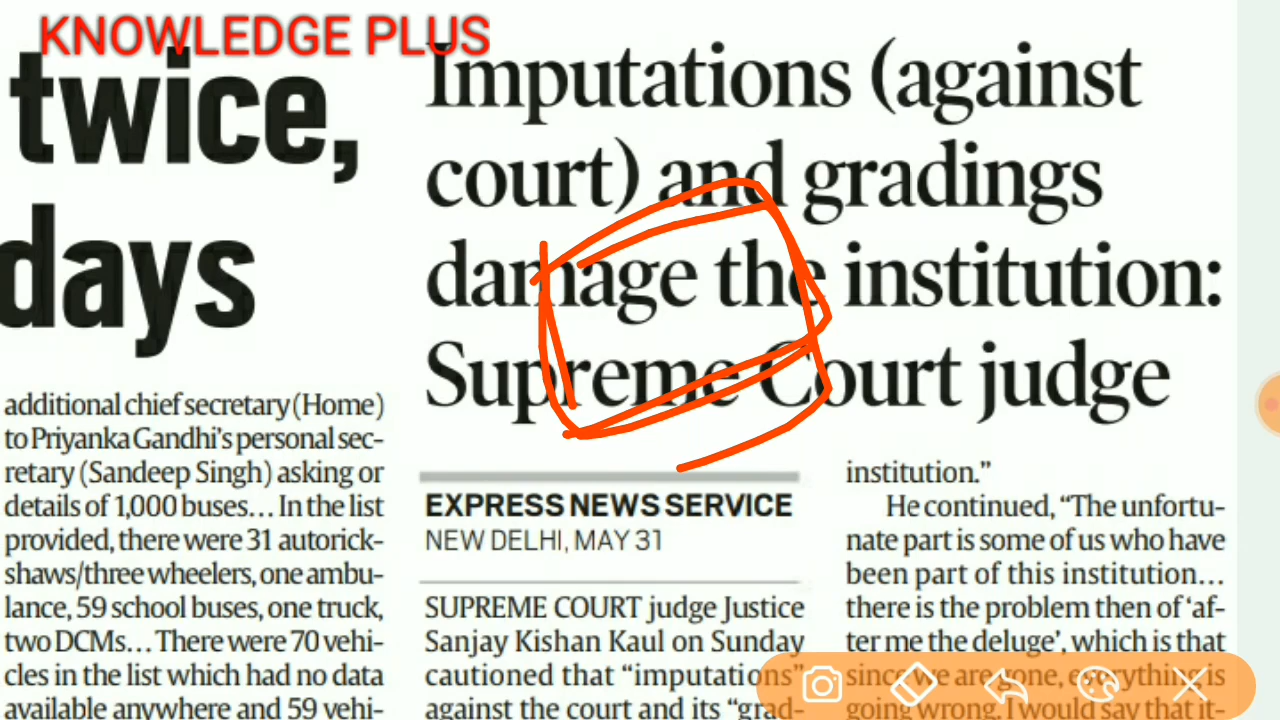 KNOWLEDGE PLUS
twice,
days
additional chief secretary (Home)
to Priyanka Gandhi's personal sec-
retary (Sandeep Singh) asking or
details of 1,000 buses... In the list
provided, there were 31 autorick-
shaws/three wheelers, one ambu-
lance, 59 school buses, one truck,
two DCMs... There were 70 vehi-
cles in the list which had no data
available anywhere and 59 vehi-
Imputations (against
court) and gradings
damage the institution:
Supreme Court judge
EXPRESS NEWS SERVICE
NEW DELHI, MAY 31
SUPREME COURT judge Justice
Sanjay Kishan Kaul on Sunday
cautioned that “imputations”
against the court and its “grad-
institution.”
He continued, “The unfortu-
nate part is some of us who have
been part of this institution...
there is the problem then of ‘af-
ter me the deluge’, which is that
since we are gone, everything is
going wrong. I would say that it-